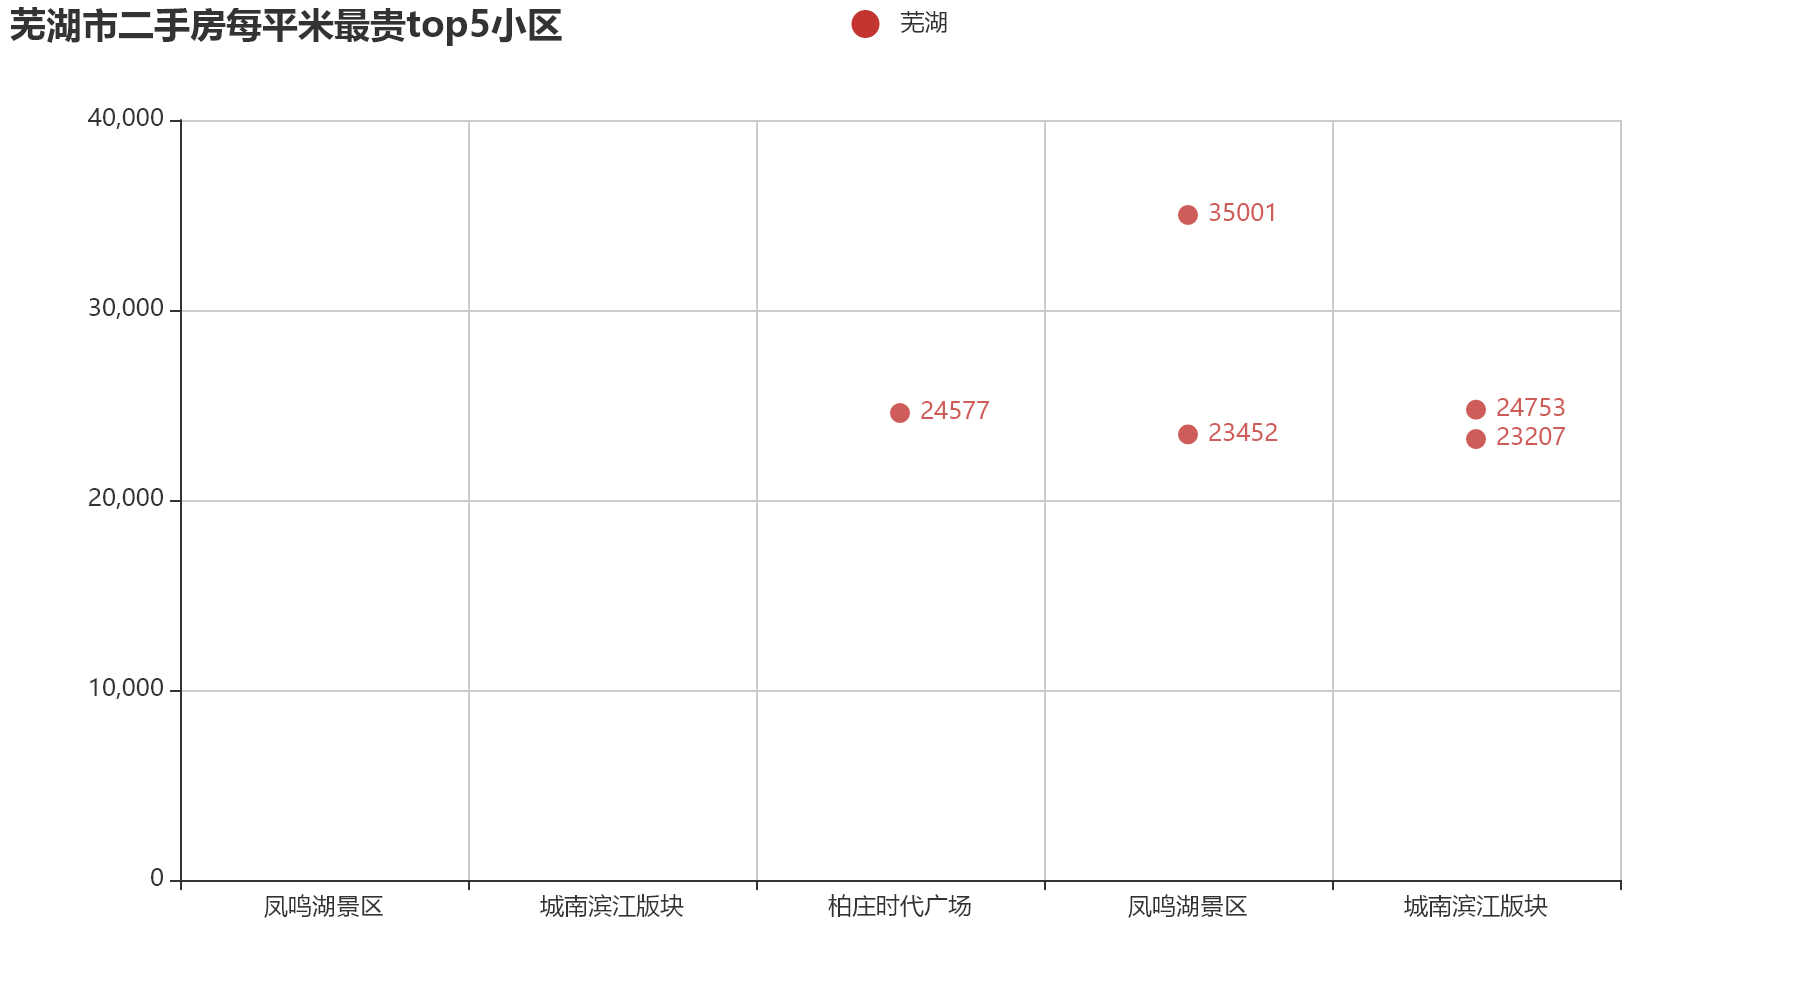 芜湖市二手房每平米最贵top5小区
芜湖
40,000
30,000
20,000
10,000
0
35001
24577
23452
24753
23207
凤鸣湖景区
城南滨江版块
柏庄时代广场
凤鸣湖景区
城南滨江版块